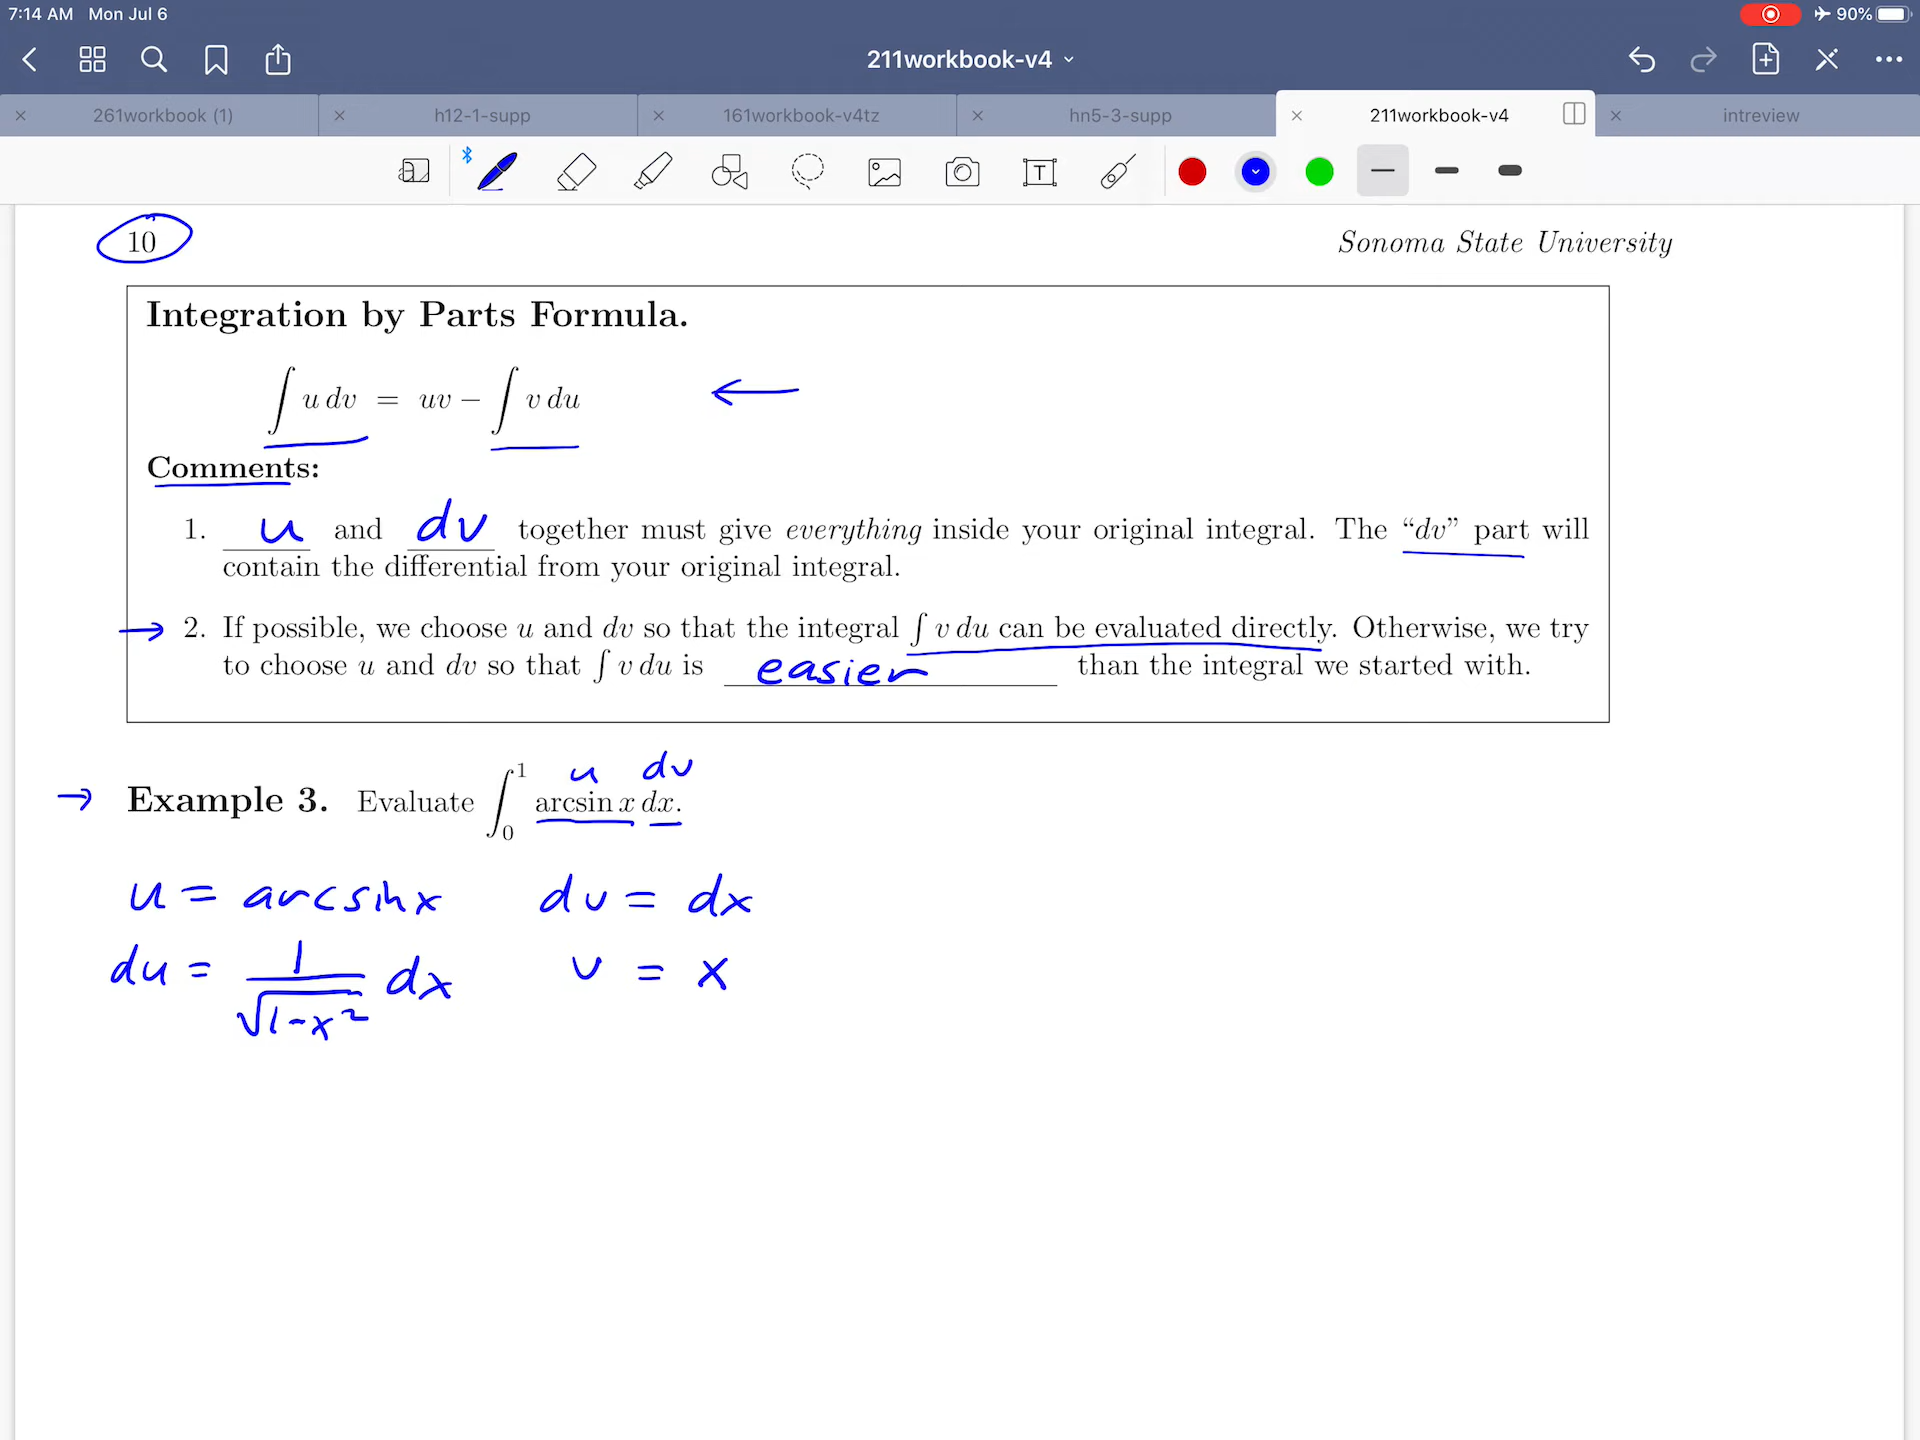 7:14 AM Mon Jul 6 90%
211workbook-v4
261workbook (1) h12-1-supp 161workbook-v4tz hn5-3-supp 211workbook-v4 intreview
10 Sonoma State University
Integration by Parts Formula.
∫ u dv = uv − ∫ v du ←
Comments:
1. u and dv together must give everything inside your original integral. The “dv” part will
contain the differential from your original integral.
→ 2. If possible, we choose u and dv so that the integral ∫ v du can be evaluated directly. Otherwise, we try
to choose u and dv so that ∫ v du is easier than the integral we started with.
u dv
→ Example 3. Evaluate ∫₀¹ arcsin x dx.
u = arcsin x dv = dx
du = 1/√(1-x²) dx v = x